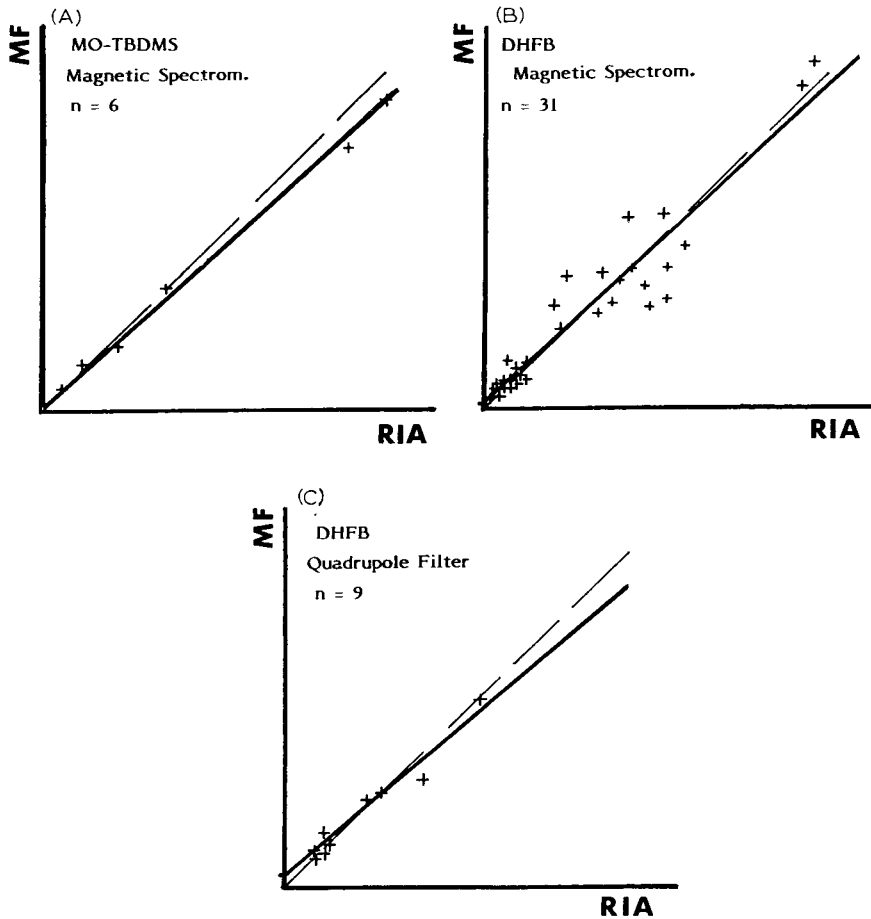 (A)
MF
MO-TBDMS
Magnetic Spectrom.
n = 6
RIA
(B)
MF
DHFB
Magnetic Spectrom.
n = 31
RIA
(C)
MF
DHFB
Quadrupole Filter
n = 9
RIA